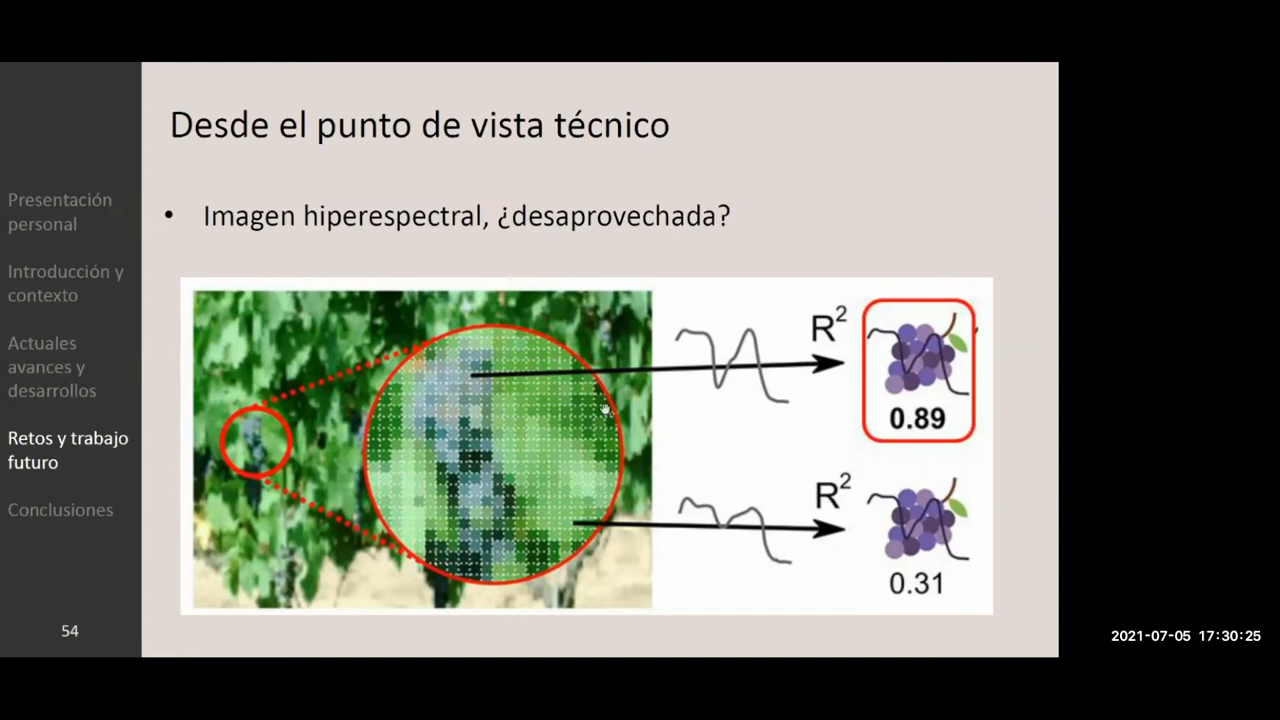 Desde el punto de vista técnico
• Imagen hiperespectral, ¿desaprovechada?
Presentación
personal
Introducción y
contexto
Actuales
avances y
desarrollos
Retos y trabajo
futuro
Conclusiones
54
R²
0.89
R²
0.31
2021-07-05 17:30:25